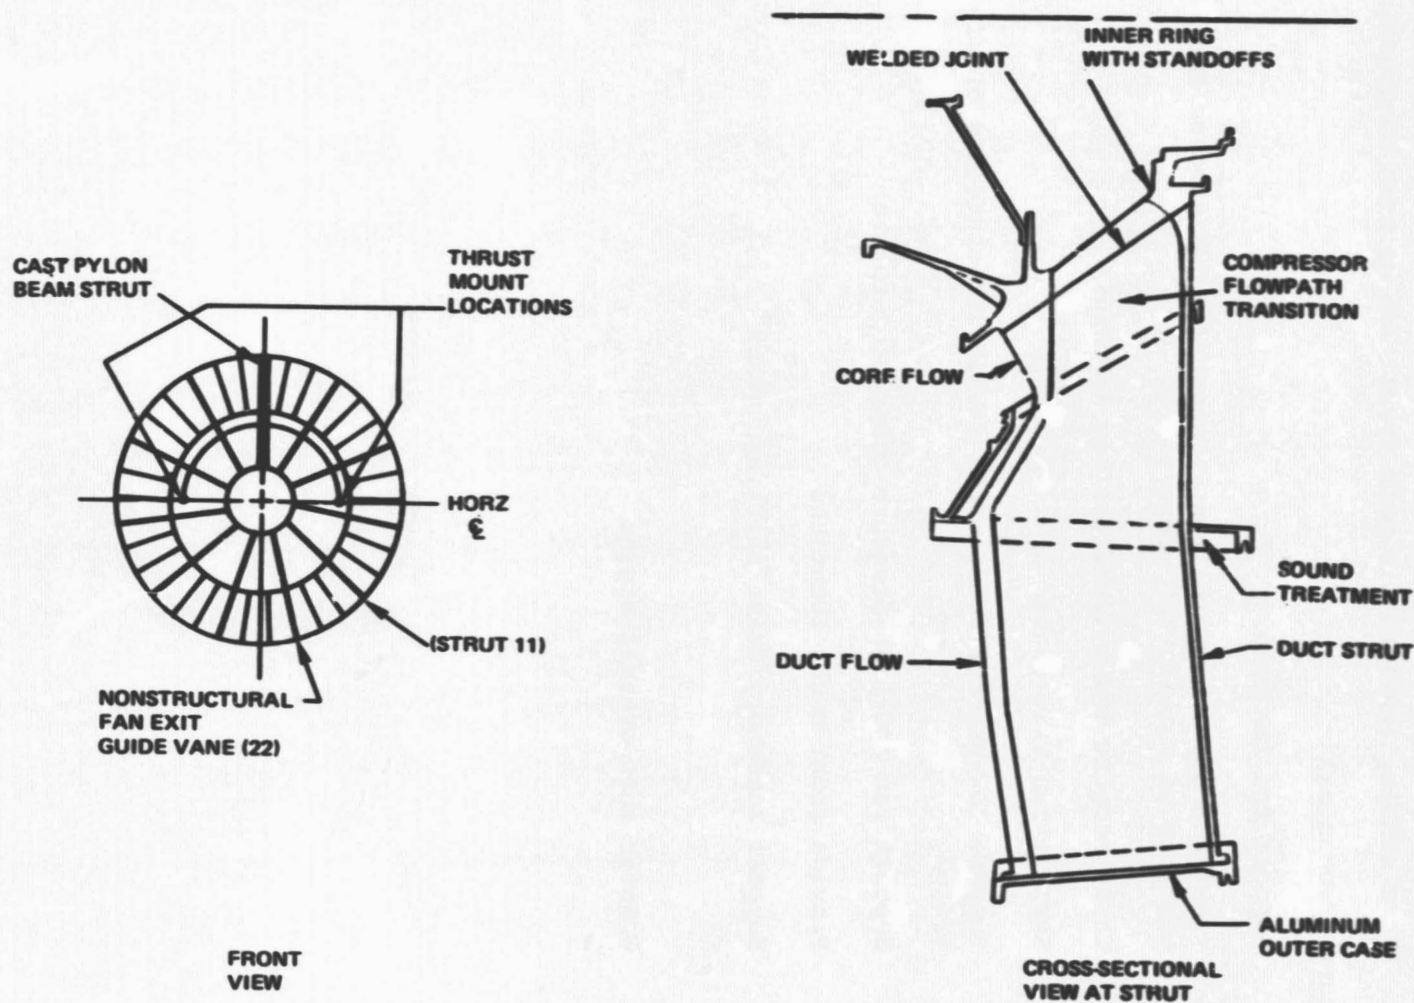 CAST PYLON
BEAM STRUT
THRUST
MOUNT
LOCATIONS
HORZ
℄
(STRUT 11)
NONSTRUCTURAL
FAN EXIT
GUIDE VANE (22)
FRONT
VIEW
INNER RING
WITH STANDOFFS
WELDED JOINT
COMPRESSOR
FLOWPATH
TRANSITION
CORE FLOW
SOUND
TREATMENT
DUCT FLOW
DUCT STRUT
ALUMINUM
OUTER CASE
CROSS-SECTIONAL
VIEW AT STRUT